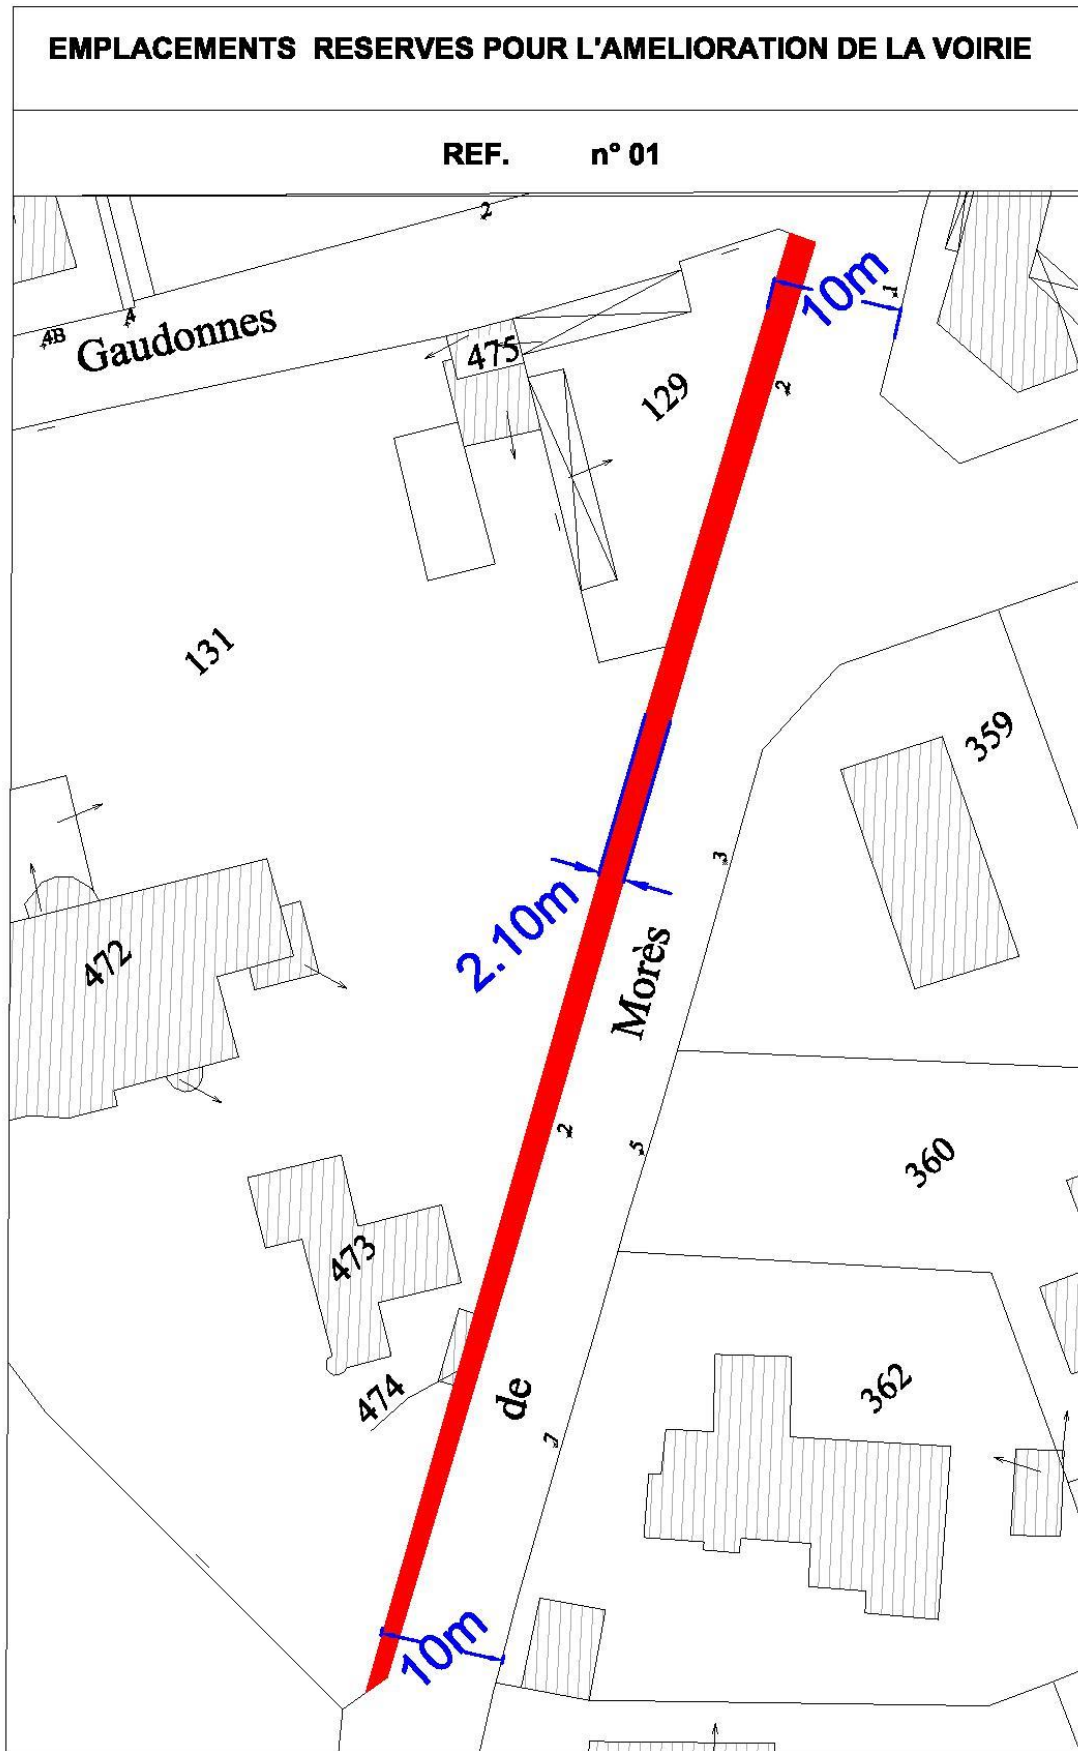 EMPLACEMENTS RESERVES POUR L'AMELIORATION DE LA VOIRIE
REF. n° 01
2
4B
4
Gaudonnes
475
129
10m
1
2
131
359
3
472
2.10m
Morès
2
5
360
473
474
de
7
362
10m